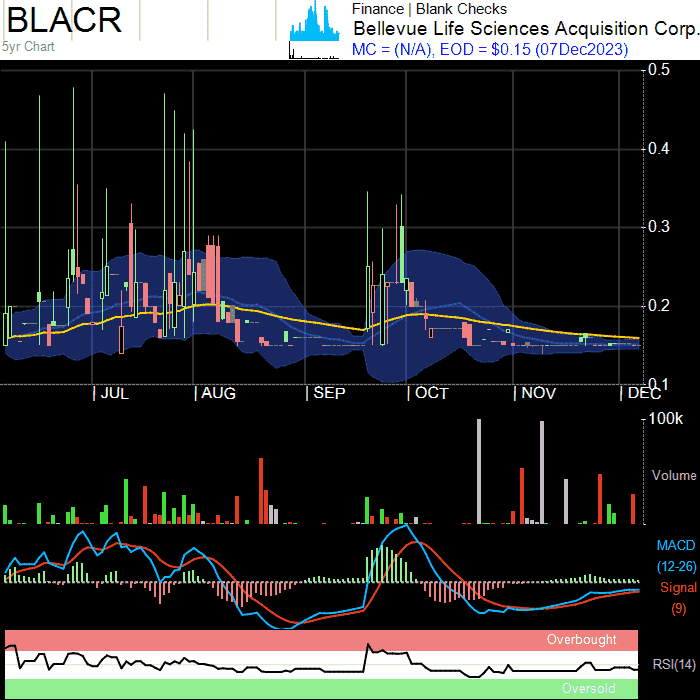 BLACR
5yr Chart
Finance | Blank Checks
Bellevue Life Sciences Acquisition Corp.
MC = (N/A), EOD = $0.15 (07Dec2023)
0.5
0.4
0.3
0.2
0.1
JUL AUG SEP OCT NOV DEC
100k
Volume
MACD
(12-26)
Signal
(9)
Overbought
RSI(14)
Oversold